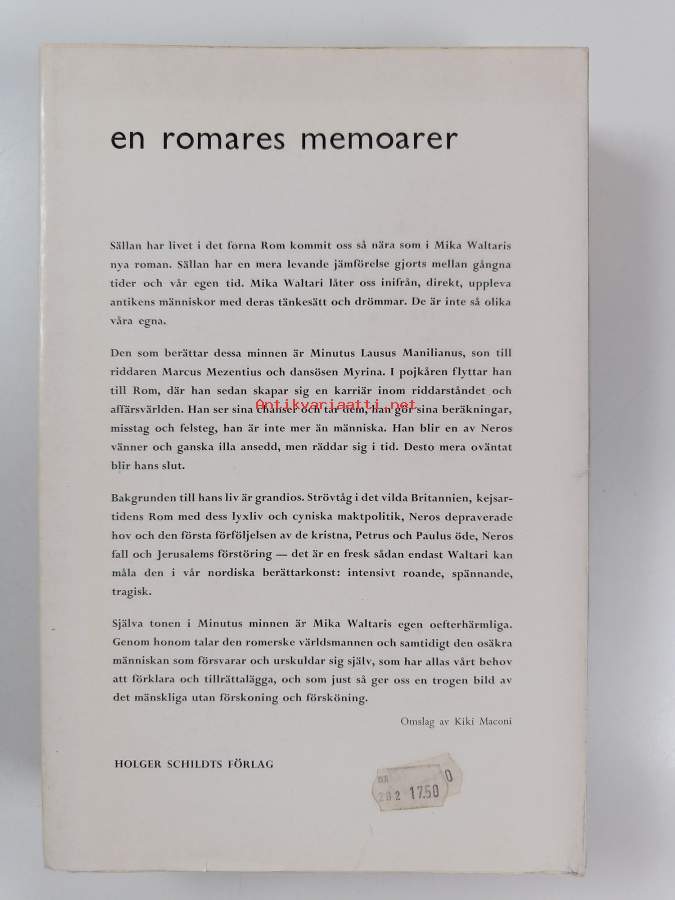 en romares memoarer
Sällan har livet i det forna Rom kommit oss så nära som i Mika Waltaris
nya roman. Sällan har en mera levande jämförelse gjorts mellan gångna
tider och vår egen tid. Mika Waltari låter oss inifrån, direkt, uppleva
antikens människor med deras tänkesätt och drömmar. De är inte så olika
våra egna.
Den som berättar dessa minnen är Minutus Lausus Manilianus, son till
riddaren Marcus Mezentius och dansösen Myrina. I pojkåren flyttar han
till Rom, där han sedan skapar sig en karriär inom riddarståndet och
affärsvärlden. Han ser sina chanser och tar dem, han gör sina beräkningar,
Antikvariaatti.net
misstag och felsteg, han är inte mer än människa. Han blir en av Neros
vänner och ganska illa ansedd, men räddar sig i tid. Desto mera oväntat
blir hans slut.
Bakgrunden till hans liv är grandios. Strövtåg i det vilda Britannien, kejsar-
tidens Rom med dess lyxliv och cyniska maktpolitik, Neros depraverade
hov och den första förföljelsen av de kristna, Petrus och Paulus öde, Neros
fall och Jerusalems förstöring — det är en fresk sådan endast Waltari kan
måla den i vår nordiska berättarkonst: intensivt roande, spännande,
tragisk.
Själva tonen i Minutus minnen är Mika Waltaris egen oefterhärmliga.
Genom honom talar den romerske världsmannen och samtidigt den osäkra
människan som försvarar och urskuldar sig själv, som har allas vårt behov
att förklara och tillrättalägga, och som just så ger oss en trogen bild av
det mänskliga utan förskoning och försköning.
Omslag av Kiki Maconi
HOLGER SCHILDTS FÖRLAG
0
202 17.50